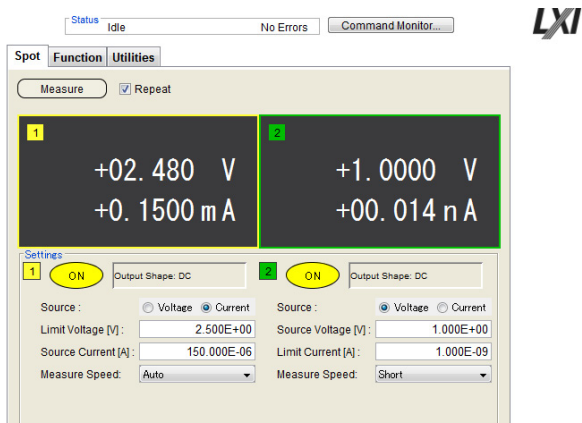 Status
Idle No Errors Command Monitor...
LXI
Spot Function Utilities
Measure Repeat
1
+02.480 V
+0.1500 mA
2
+1.0000 V
+00.014 nA
Settings
1 ON Output Shape: DC
Source : Voltage Current
Limit Voltage [V] : 2.500E+00
Source Current [A] : 150.000E-06
Measure Speed: Auto
2 ON Output Shape: DC
Source : Voltage Current
Source Voltage [V] : 1.000E+00
Limit Current [A] : 1.000E-09
Measure Speed: Short